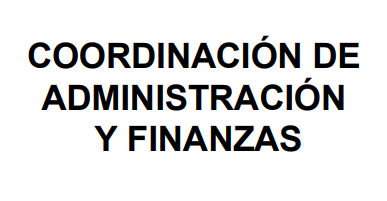 COORDINACIÓN DE
ADMINISTRACIÓN
Y FINANZAS